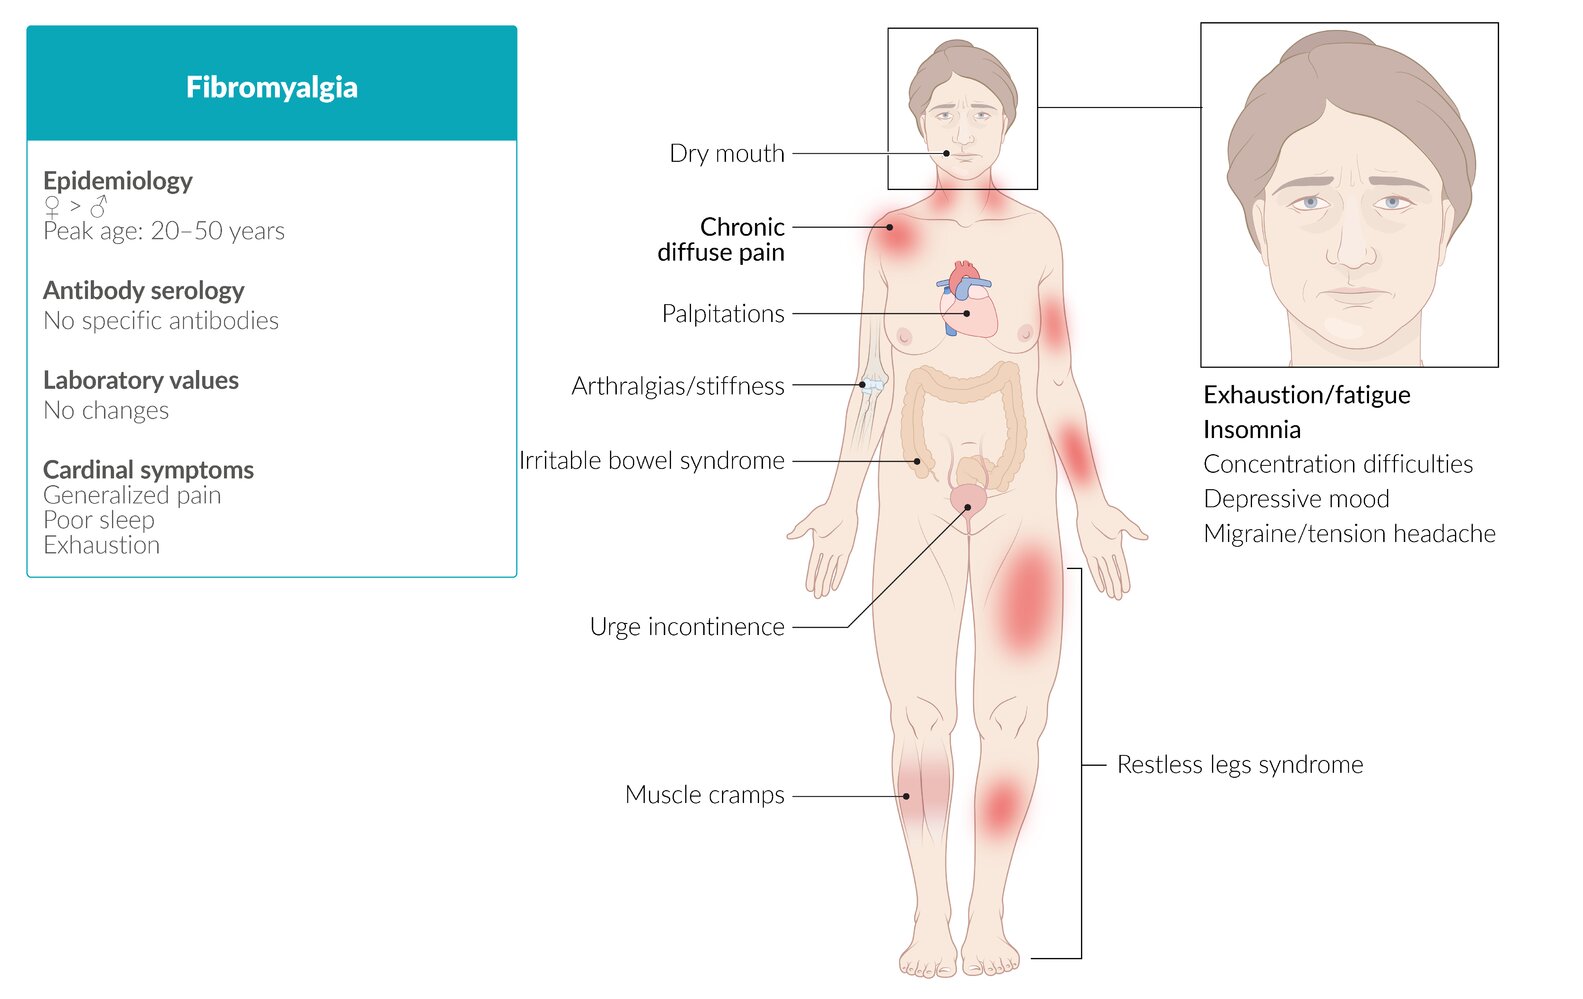 Fibromyalgia
Epidemiology
♀ > ♂
Peak age: 20–50 years
Antibody serology
No specific antibodies
Laboratory values
No changes
Cardinal symptoms
Generalized pain
Poor sleep
Exhaustion
Dry mouth
Chronic
diffuse pain
Palpitations
Arthralgias/stiffness
Irritable bowel syndrome
Urge incontinence
Muscle cramps
Exhaustion/fatigue
Insomnia
Concentration difficulties
Depressive mood
Migraine/tension headache
Restless legs syndrome